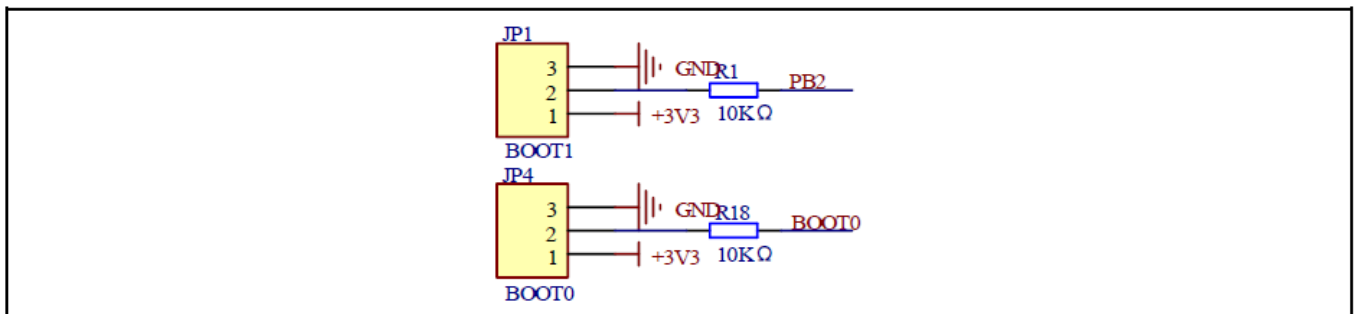 JP1
3 GND R1 PB2
2
1 +3V3 10KΩ
BOOT1
JP4
3 GND R18 BOOT0
2
1 +3V3 10KΩ
BOOT0